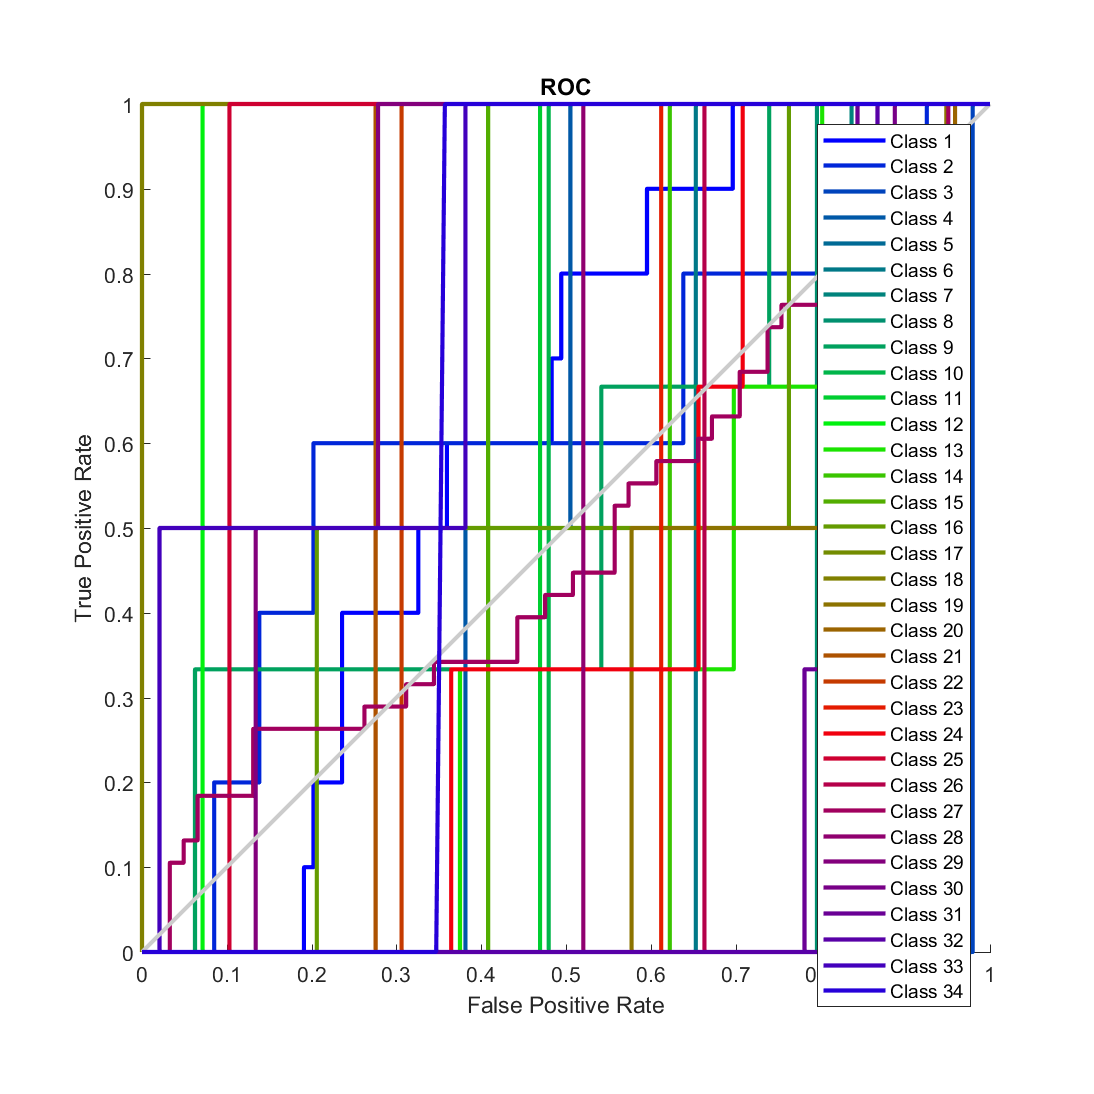 ROC
True Positive Rate
1
0.9
0.8
0.7
0.6
0.5
0.4
0.3
0.2
0.1
0
0 0.1 0.2 0.3 0.4 0.5 0.6 0.7 1
False Positive Rate
Class 1
Class 2
Class 3
Class 4
Class 5
Class 6
Class 7
Class 8
Class 9
Class 10
Class 11
Class 12
Class 13
Class 14
Class 15
Class 16
Class 17
Class 18
Class 19
Class 20
Class 21
Class 22
Class 23
Class 24
Class 25
Class 26
Class 27
Class 28
Class 29
Class 30
Class 31
Class 32
Class 33
Class 34